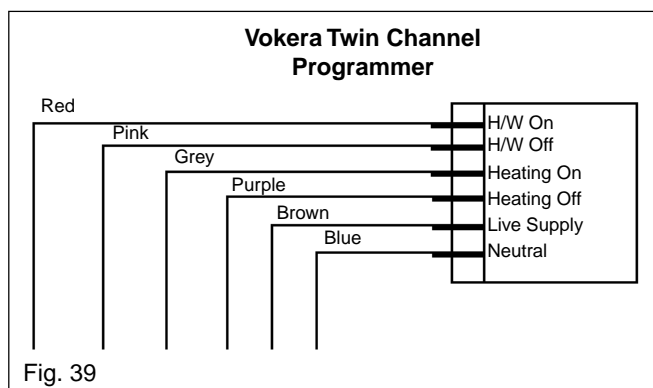 Vokera Twin Channel
Programmer
Red
H/W On
Pink
H/W Off
Grey
Heating On
Purple
Heating Off
Brown
Live Supply
Blue
Neutral
Fig. 39